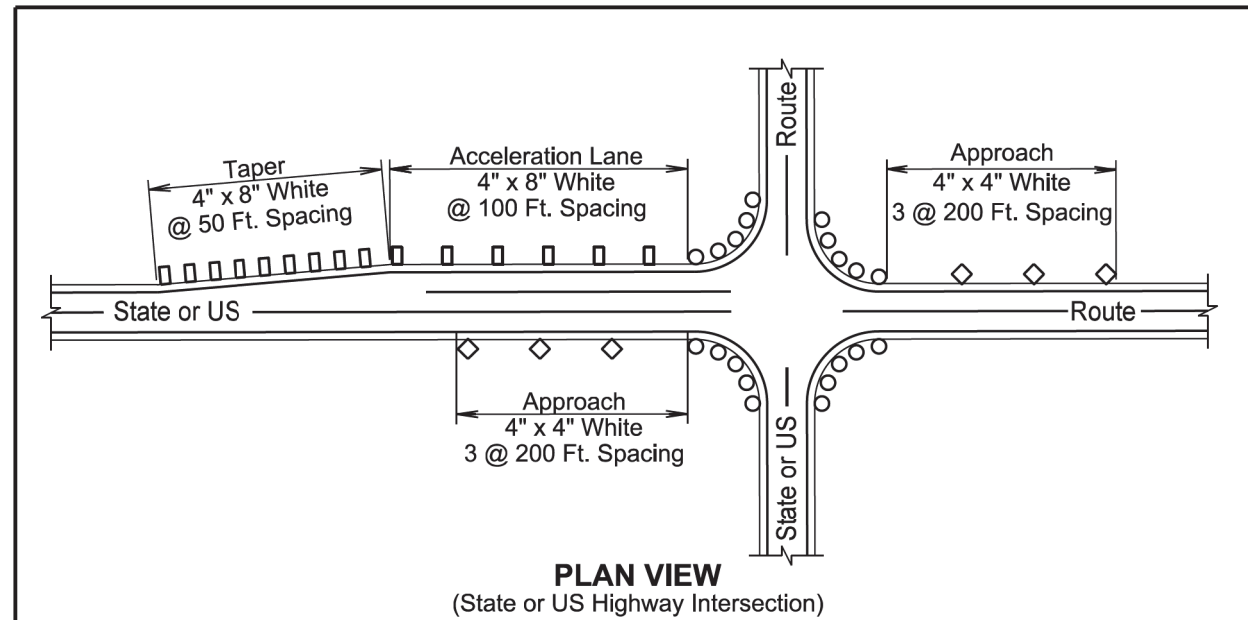 Taper
4" x 8" White
@ 50 Ft. Spacing
Acceleration Lane
4" x 8" White
@ 100 Ft. Spacing
Route
Approach
4" x 4" White
3 @ 200 Ft. Spacing
State or US
Route
Approach
4" x 4" White
3 @ 200 Ft. Spacing
State or US
PLAN VIEW
(State or US Highway Intersection)